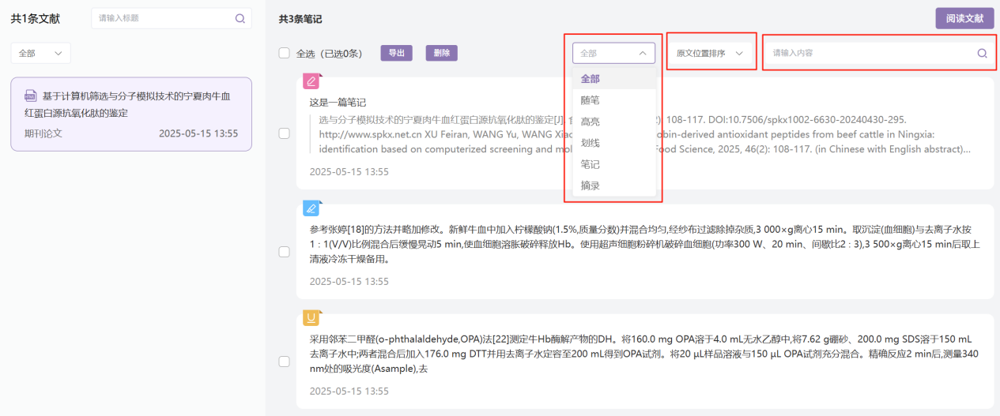 共1条文献
请输入标题
全部
基于计算机筛选与分子模拟技术的宁夏肉牛血
红蛋白源抗氧化肽的鉴定
期刊论文 2025-05-15 13:55
共3条笔记
阅读文献
全选（已选0条） 导出 删除
全部
原文位置排序
请输入内容
全部
随笔
高亮
划线
笔记
摘录
这是一篇笔记
选与分子模拟技术的宁夏肉牛血红蛋白源抗氧化肽的鉴定[J]. 2): 108-117. DOI:10.7506/spkx1002-6630-20240430-295.
http://www.spkx.net.cn XU Feiran, WANG Yu, WANG obin-derived antioxidant peptides from beef cattle in Ningxia:
identification based on computerized screening and Food Science, 2025, 46(2): 108-117. (in Chinese with English abstract)...
2025-05-15 13:55
参考张婷[18]的方法并略加修改。新鲜牛血中加入柠檬酸钠(1.5%,质量分数)并混合均匀,经纱布过滤除掉杂质,3 000×g离心15 min。取沉淀(血细胞)与去离子水按
1∶1(V/V)比例混合后缓慢晃动5 min,使血细胞溶胀破碎释放Hb。使用超声细胞粉碎机破碎血细胞(功率300 W、20 min、间歇比2∶3),3 500×g离心15 min后取上
清液冷冻干燥备用。
2025-05-15 13:55
采用邻苯二甲醛(o-phthalaldehyde,OPA)法[22]测定牛Hb酶解产物的DH。将160.0 mg OPA溶于4.0 mL无水乙醇中,将7.62 g硼砂、200.0 mg SDS溶于150 mL
去离子水中;两者混合后加入176.0 mg DTT并用去离子水定容至200 mL得到OPA试剂。将20 μL样品溶液与150 μL OPA试剂充分混合。精确反应2 min后,测量340
nm处的吸光度(Asample),去
2025-05-15 13:55